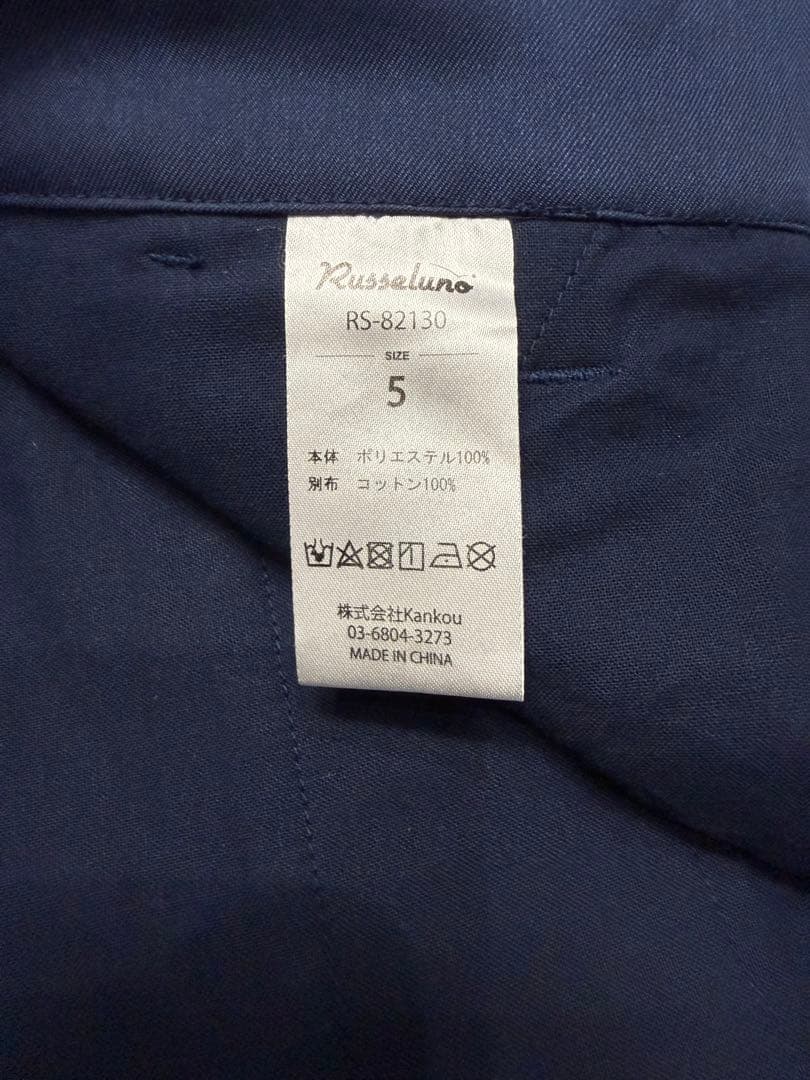 Russeluno
RS-82130
SIZE
5
本体 ポリエステル100%
別布 コットン100%
株式会社Kankou
03-6804-3273
MADE IN CHINA